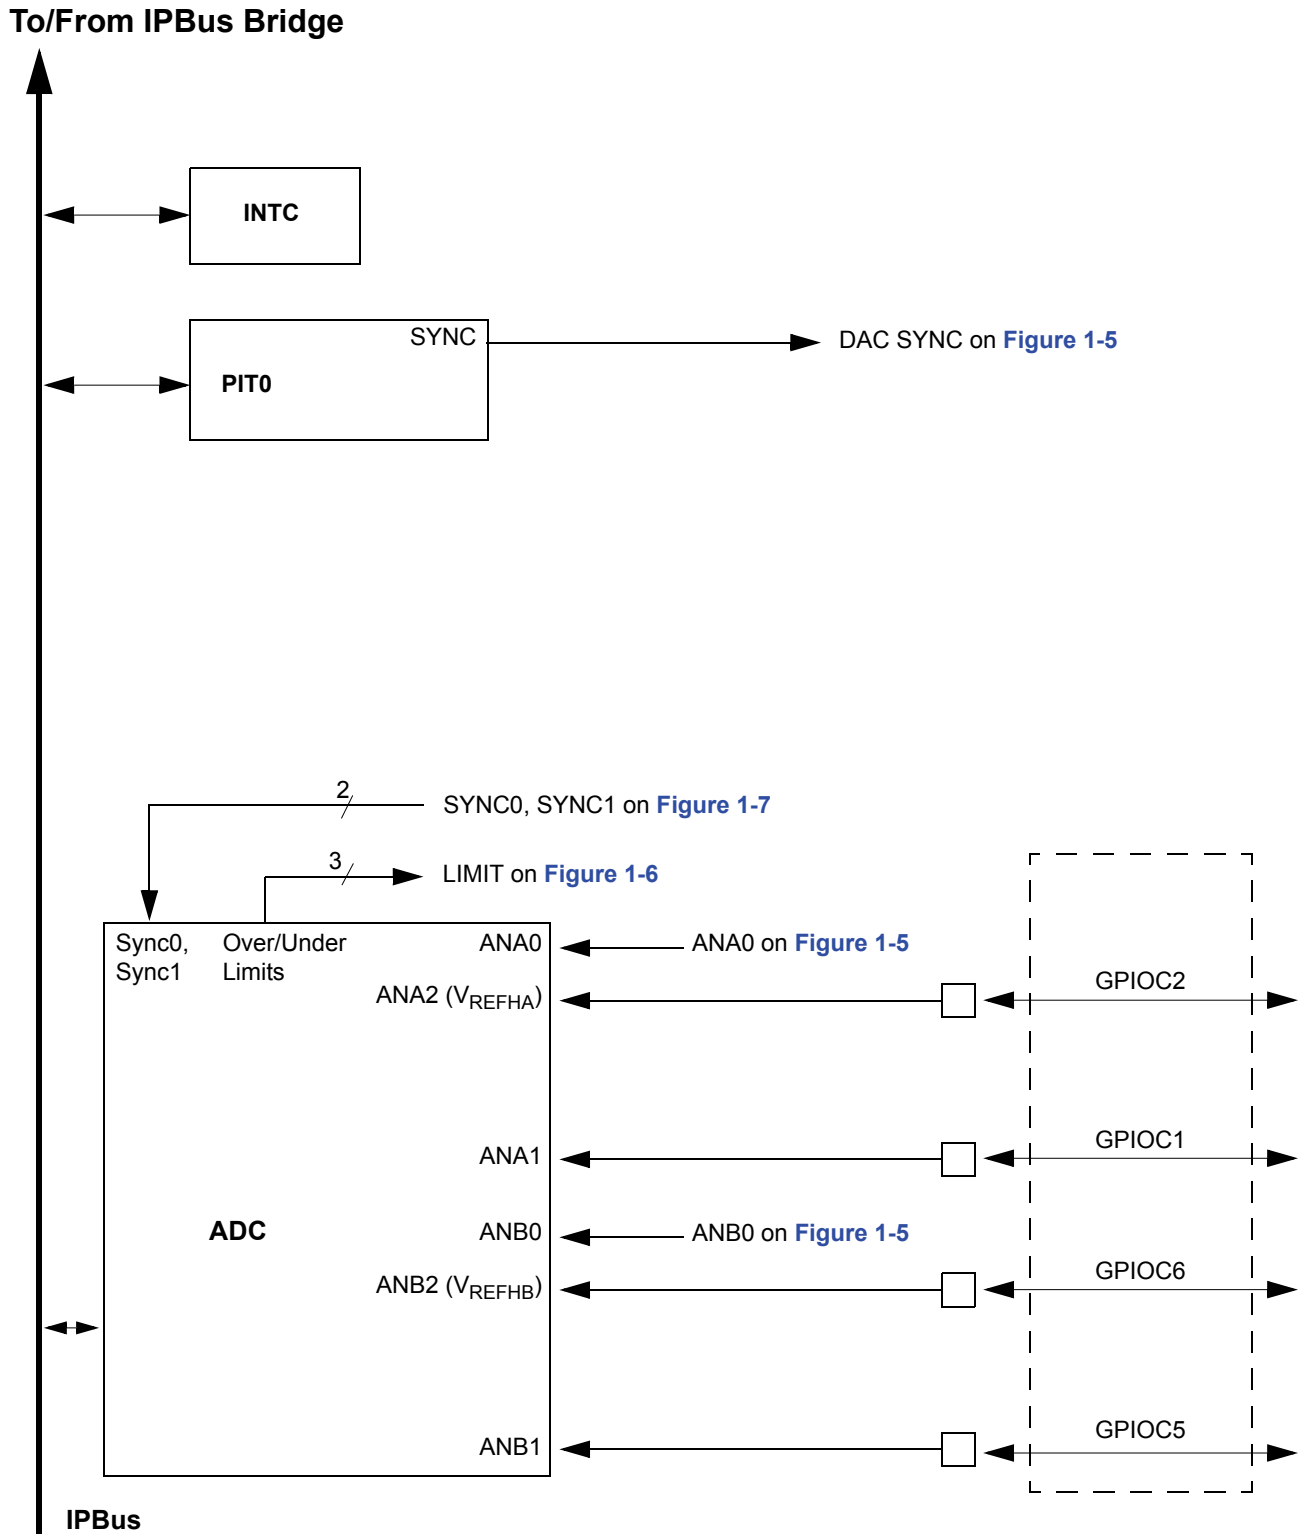 To/From IPBus Bridge
INTC
SYNC
DAC SYNC on Figure 1-5
PIT0
2
SYNC0, SYNC1 on Figure 1-7
3
LIMIT on Figure 1-6
Sync0,
Sync1
Over/Under
Limits
ANA0
ANA0 on Figure 1-5
ANA2 (VREFHA)
GPIOC2
ANA1
GPIOC1
ADC
ANB0
ANB0 on Figure 1-5
ANB2 (VREFHB)
GPIOC6
ANB1
GPIOC5
IPBus